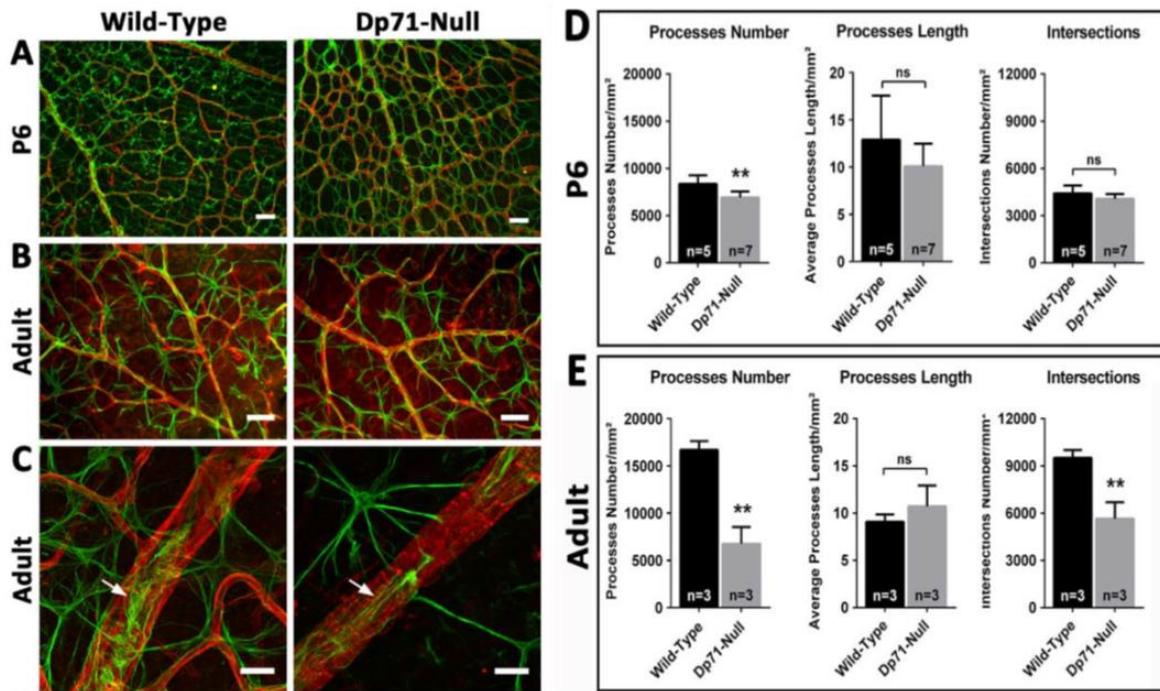 Wild-Type
Dp71-Null
A
P6
B
Adult
C
Adult
D
P6
Processes Number
Processes Number/mm²
20000
15000
10000
5000
0
**
n=5
n=7
Wild-Type
Dp71-Null
Processes Length
Average Processes Length/mm²
20
15
10
5
0
ns
n=5
n=7
Wild-Type
Dp71-Null
Intersections
Intersections Number/mm²
12000
9000
6000
3000
0
ns
n=5
n=7
Wild-Type
Dp71-Null
E
Adult
Processes Number
Processes Number/mm²
20000
15000
10000
5000
0
**
n=3
n=3
Wild-Type
Dp71-Null
Processes Length
Average Processes Length/mm²
20
15
10
5
0
ns
n=3
n=3
Wild-Type
Dp71-Null
Intersections
Intersections Number/mm²
12000
9000
6000
3000
0
**
n=3
n=3
Wild-Type
Dp71-Null